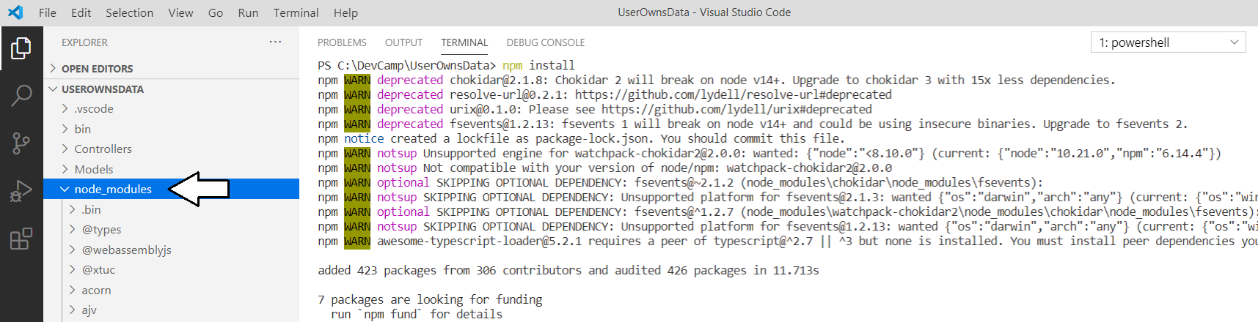 File Edit Selection View Go Run Terminal Help UserOwnsData - Visual Studio Code
EXPLORER ···
OPEN EDITORS
USEROWNSDATA
.vscode
bin
Controllers
Models
node_modules
.bin
@types
@webassemblyjs
@xtuc
acorn
ajv
PROBLEMS OUTPUT TERMINAL DEBUG CONSOLE 1: powershell
PS C:\DevCamp\UserOwnsData> npm install
npm WARN deprecated chokidar@2.1.8: Chokidar 2 will break on node v14+. Upgrade to chokidar 3 with 15x less dependencies.
npm WARN deprecated resolve-url@0.2.1: https://github.com/lydell/resolve-url#deprecated
npm WARN deprecated urix@0.1.0: Please see https://github.com/lydell/urix#deprecated
npm WARN deprecated fsevents@1.2.13: fsevents 1 will break on node v14+ and could be using insecure binaries. Upgrade to fsevents 2.
npm notice created a lockfile as package-lock.json. You should commit this file.
npm WARN notsup Unsupported engine for watchpack-chokidar2@2.0.0: wanted: {"node":"<8.10.0"} (current: {"node":"10.21.0","npm":"6.14.4"})
npm WARN notsup Not compatible with your version of node/npm: watchpack-chokidar2@2.0.0
npm WARN optional SKIPPING OPTIONAL DEPENDENCY: fsevents@~2.1.2 (node_modules\chokidar\node_modules\fsevents):
npm WARN notsup SKIPPING OPTIONAL DEPENDENCY: Unsupported platform for fsevents@2.1.3: wanted {"os":"darwin","arch":"any"} (current: {"os":"win
npm WARN optional SKIPPING OPTIONAL DEPENDENCY: fsevents@^1.2.7 (node_modules\watchpack-chokidar2\node_modules\chokidar\node_modules\fsevents):
npm WARN notsup SKIPPING OPTIONAL DEPENDENCY: Unsupported platform for fsevents@1.2.13: wanted {"os":"darwin","arch":"any"} (current: {"os":"wi
npm WARN awesome-typescript-loader@5.2.1 requires a peer of typescript@^2.7 || ^3 but none is installed. You must install peer dependencies you
added 423 packages from 306 contributors and audited 426 packages in 11.713s
7 packages are looking for funding
run `npm fund` for details